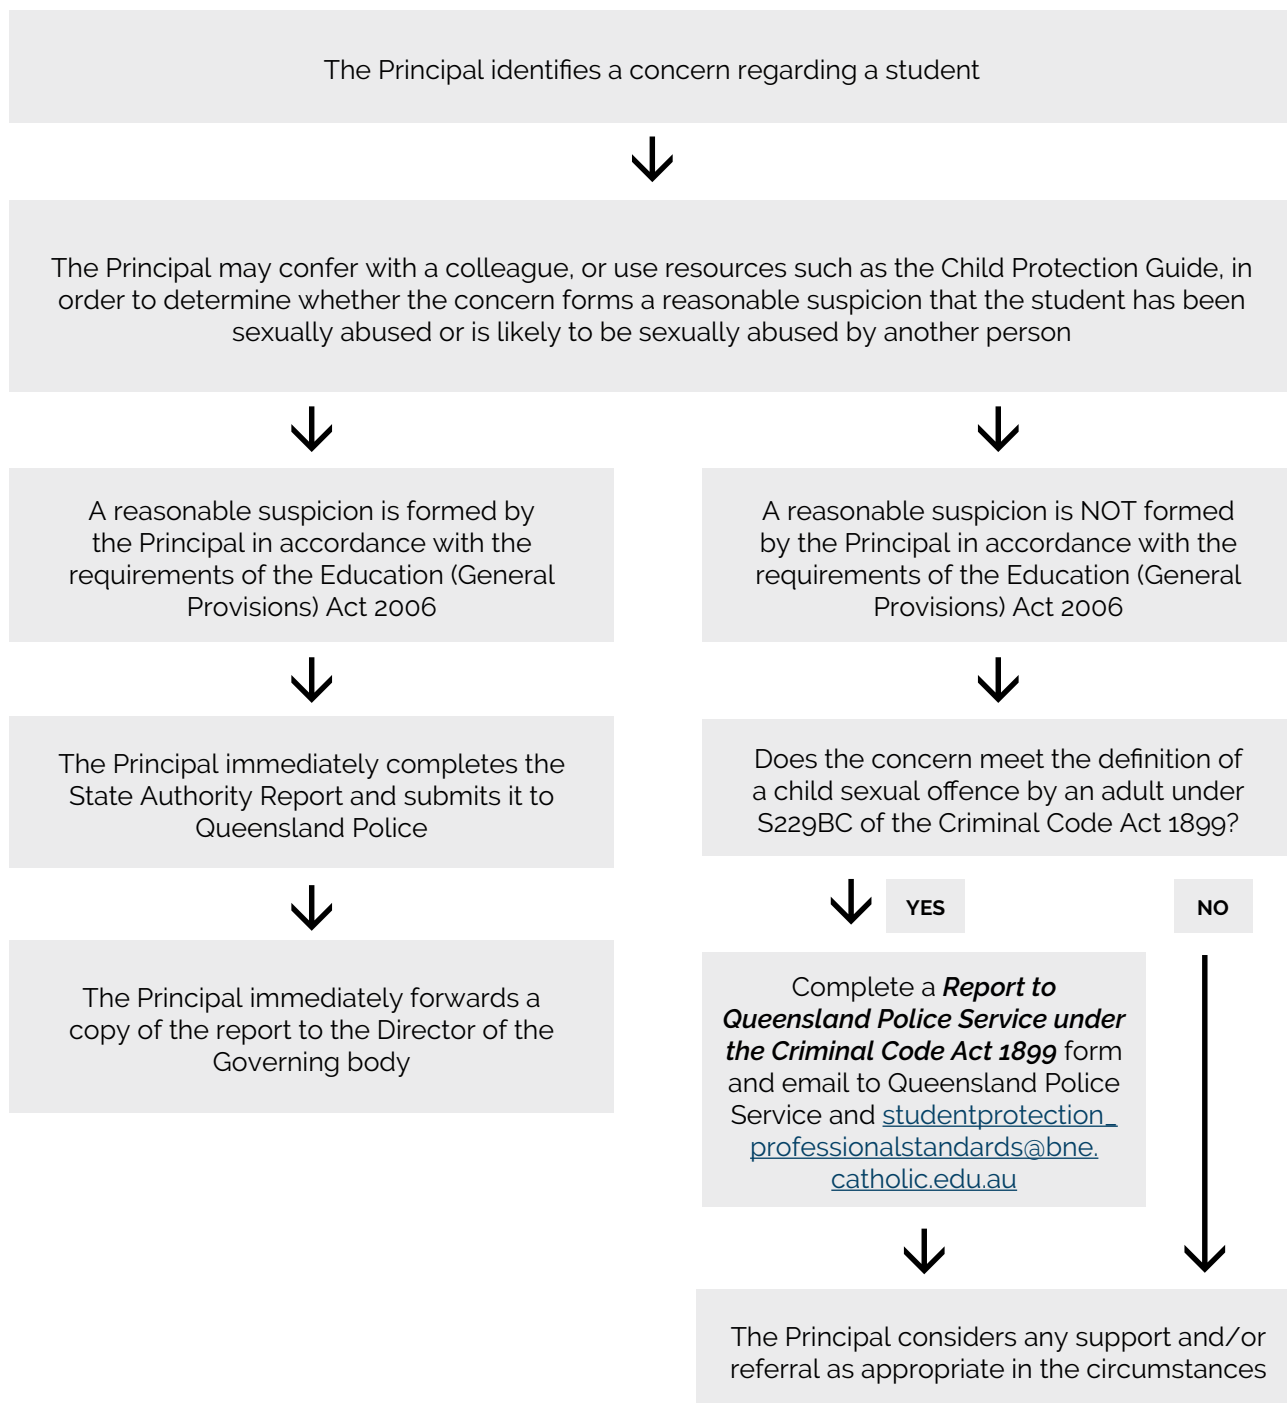 The Principal identifies a concern regarding a student
The Principal may confer with a colleague, or use resources such as the Child Protection Guide, in
order to determine whether the concern forms a reasonable suspicion that the student has been
sexually abused or is likely to be sexually abused by another person
A reasonable suspicion is formed by
the Principal in accordance with the
requirements of the Education (General
Provisions) Act 2006
The Principal immediately completes the
State Authority Report and submits it to
Queensland Police
The Principal immediately forwards a
copy of the report to the Director of the
Governing body
A reasonable suspicion is NOT formed
by the Principal in accordance with the
requirements of the Education (General
Provisions) Act 2006
Does the concern meet the definition of
a child sexual offence by an adult under
S229BC of the Criminal Code Act 1899?
YES
NO
Complete a Report to
Queensland Police Service under
the Criminal Code Act 1899 form
and email to Queensland Police
Service and studentprotection_
professionalstandards@bne.
catholic.edu.au
The Principal considers any support and/or
referral as appropriate in the circumstances